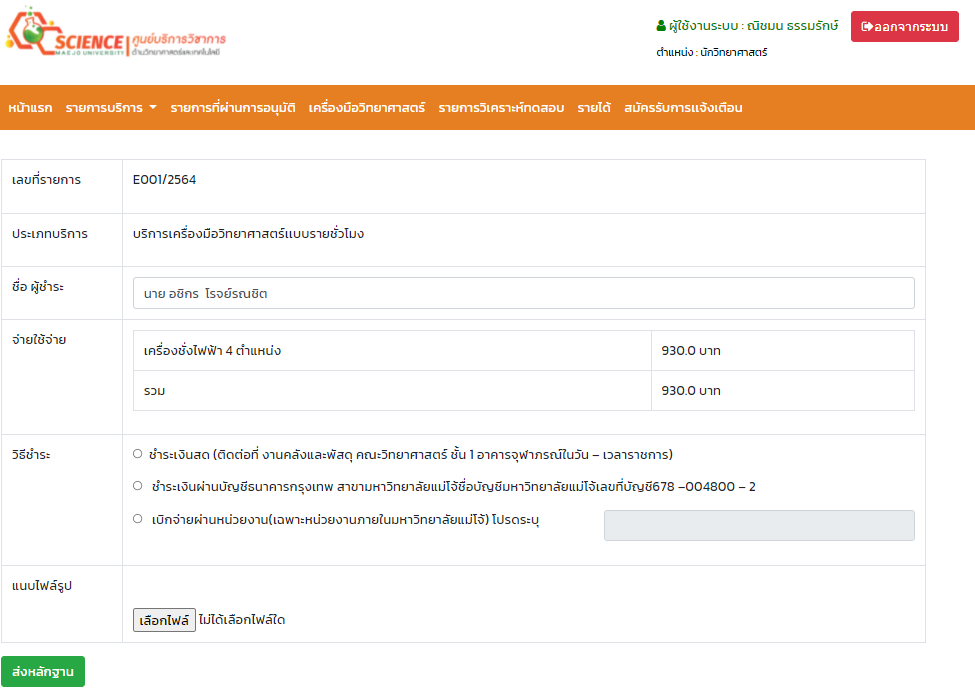 SCIENCE
MAEJO UNIVERSITY
ศูนย์บริการวิชาการ
ด้านวิทยาศาสตร์และเทคโนโลยี
ผู้ใช้งานระบบ : ณิชมน ธรรมรักษ์
ออกจากระบบ
ตำแหน่ง : นักวิทยาศาสตร์
หน้าแรก รายการบริการ รายการที่ผ่านการอนุมัติ เครื่องมือวิทยาศาสตร์ รายการวิเคราะห์ทดสอบ รายได้ สมัครรับการแจ้งเตือน
เลขที่รายการ E001/2564
ประเภทบริการ บริการเครื่องมือวิทยาศาสตร์แบบรายชั่วโมง
ชื่อ ผู้ชำระ นาย อชิกร โรจย์รณชิต
จ่ายใช้จ่าย
เครื่องชั่งไฟฟ้า 4 ตำแหน่ง 930.0 บาท
รวม 930.0 บาท
วิธีชำระ
ชำระเงินสด (ติดต่อที่ งานคลังและพัสดุ คณะวิทยาศาสตร์ ชั้น 1 อาคารจุฬาภรณ์ในวัน – เวลาราชการ)
ชำระเงินผ่านบัญชีธนาคารกรุงเทพ สาขามหาวิทยาลัยแม่โจ้ชื่อบัญชีมหาวิทยาลัยแม่โจ้เลขที่บัญชี678 –004800 – 2
เบิกจ่ายผ่านหน่วยงาน(เฉพาะหน่วยงานภายในมหาวิทยาลัยแม่โจ้) โปรดระบุ
แนบไฟล์รูป
เลือกไฟล์ ไม่ได้เลือกไฟล์ใด
ส่งหลักฐาน